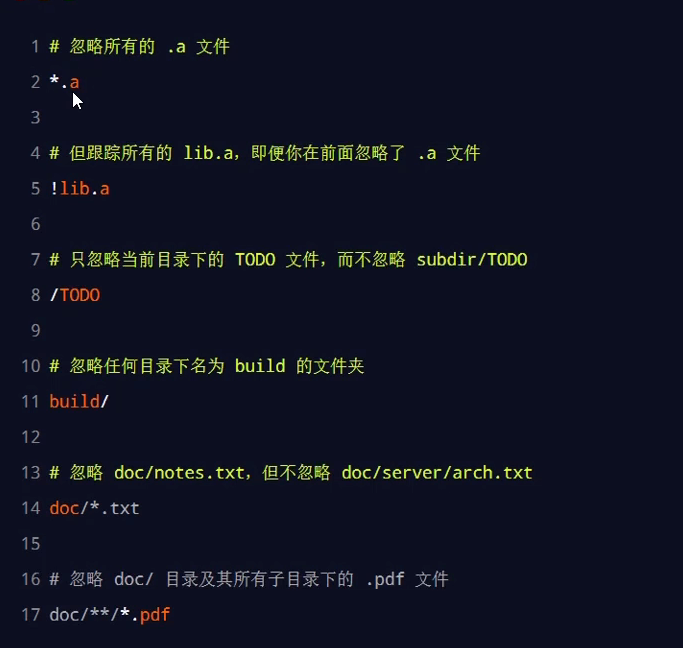 1 # 忽略所有的 .a 文件
2 *.a
3
4 # 但跟踪所有的 lib.a，即便你在前面忽略了 .a 文件
5 !lib.a
6
7 # 只忽略当前目录下的 TODO 文件，而不忽略 subdir/TODO
8 /TODO
9
10 # 忽略任何目录下名为 build 的文件夹
11 build/
12
13 # 忽略 doc/notes.txt，但不忽略 doc/server/arch.txt
14 doc/*.txt
15
16 # 忽略 doc/ 目录及其所有子目录下的 .pdf 文件
17 doc/**/*.pdf